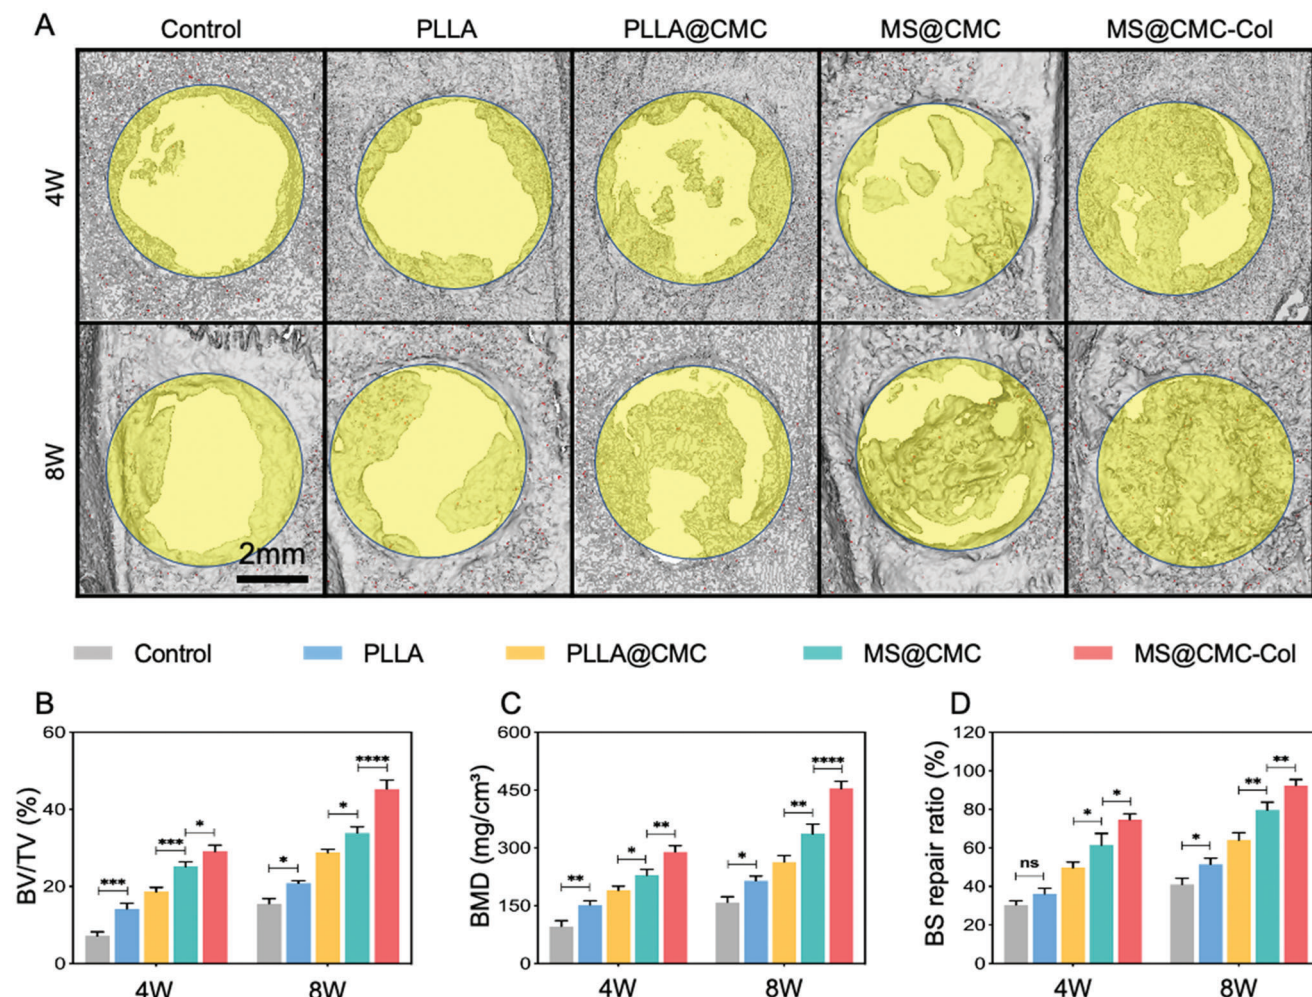 A
Control PLLA PLLA@CMC MS@CMC MS@CMC-Col
4W
8W
2mm
Control PLLA PLLA@CMC MS@CMC MS@CMC-Col
B
BV/TV (%)
60
40
20
0
*** *** * * * ****
4W 8W
C
BMD (mg/cm³)
600
450
300
150
0
** * ** * ** ****
4W 8W
D
BS repair ratio (%)
120
100
80
60
40
20
0
ns * * * ** **
4W 8W